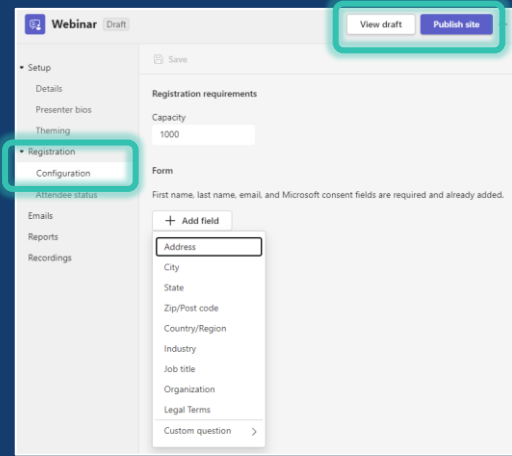 Webinar Draft
View draft
Publish site
Setup
Details
Presenter bios
Theming
Registration
Configuration
Attendee status
Emails
Reports
Recordings
Save
Registration requirements
Capacity
1000
Form
First name, last name, email, and Microsoft consent fields are required and already added.
+ Add field
Address
City
State
Zip/Post code
Country/Region
Industry
Job title
Organization
Legal Terms
Custom question